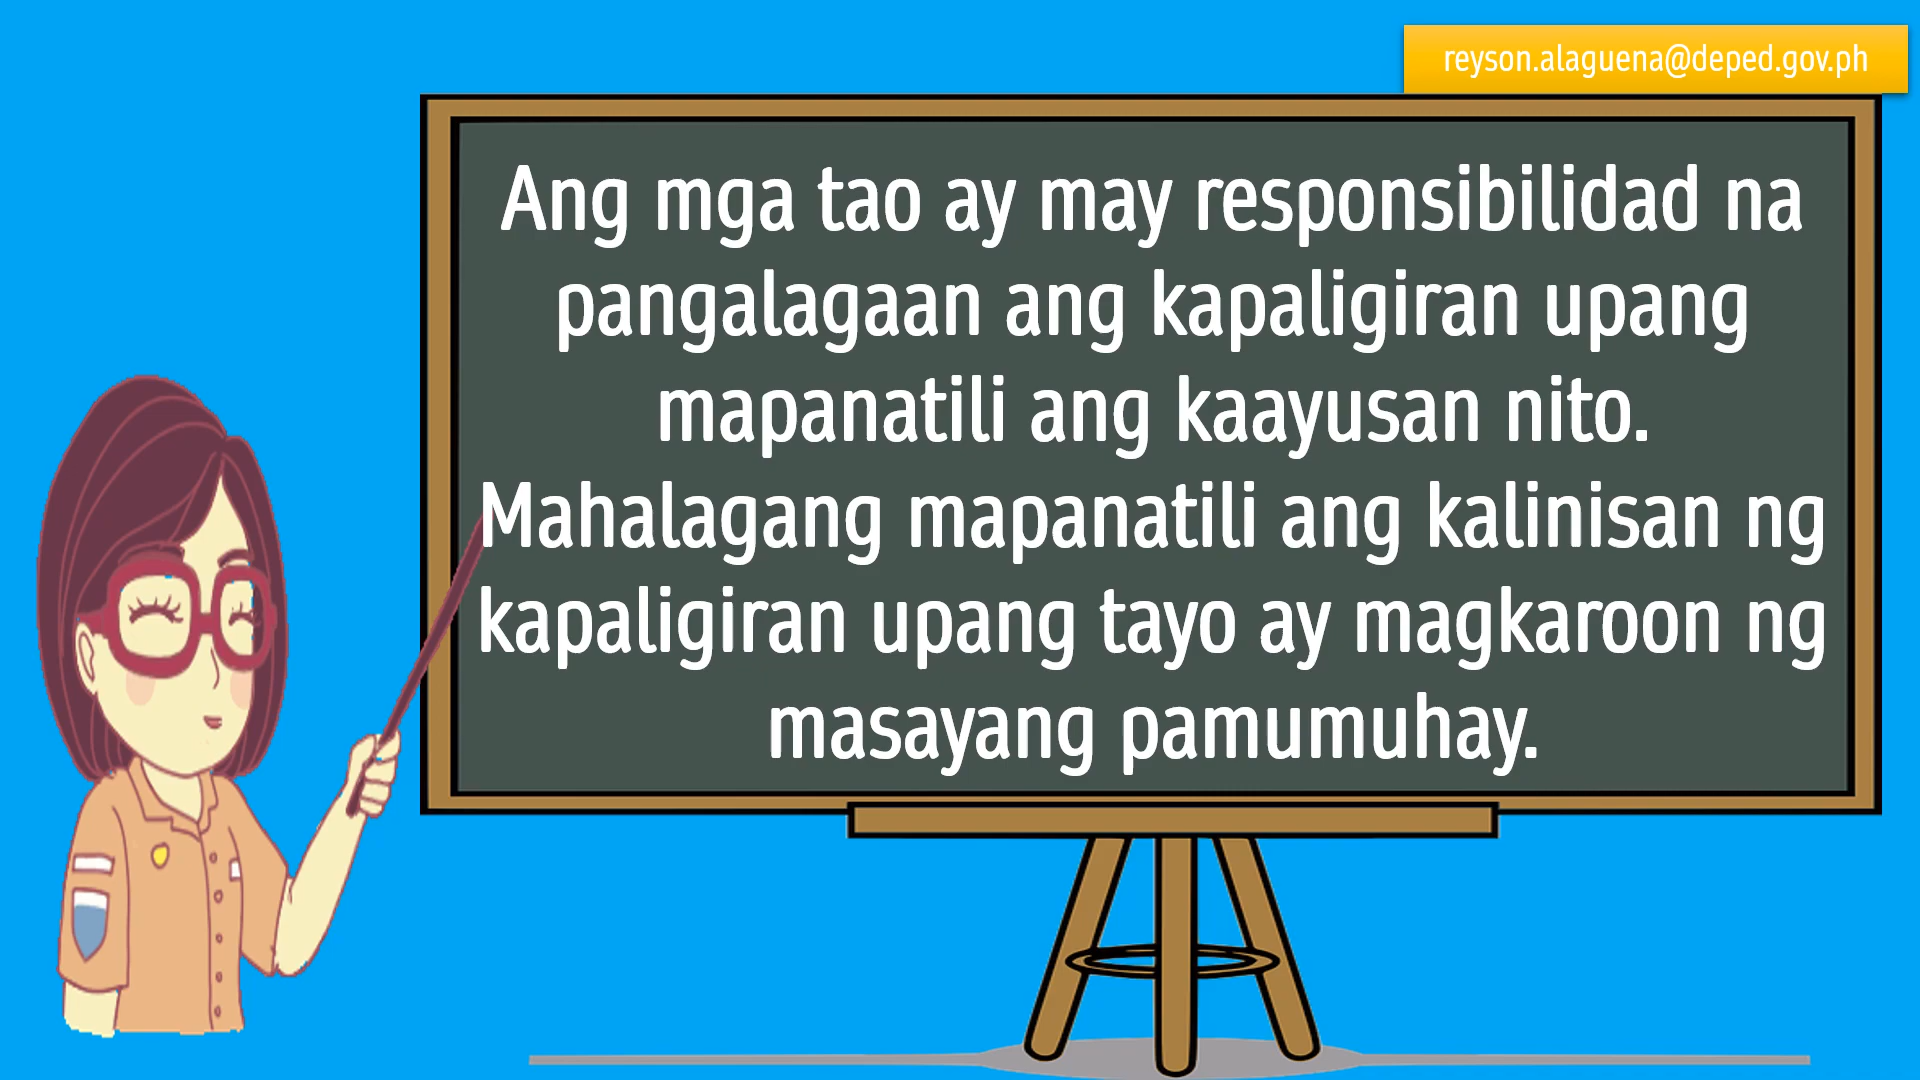 reyson.alaguena@deped.gov.ph
Ang mga tao ay may responsibilidad na
pangalagaan ang kapaligiran upang
mapanatili ang kaayusan nito.
Mahalagang mapanatili ang kalinisan ng
kapaligiran upang tayo ay magkaroon ng
masayang pamumuhay.